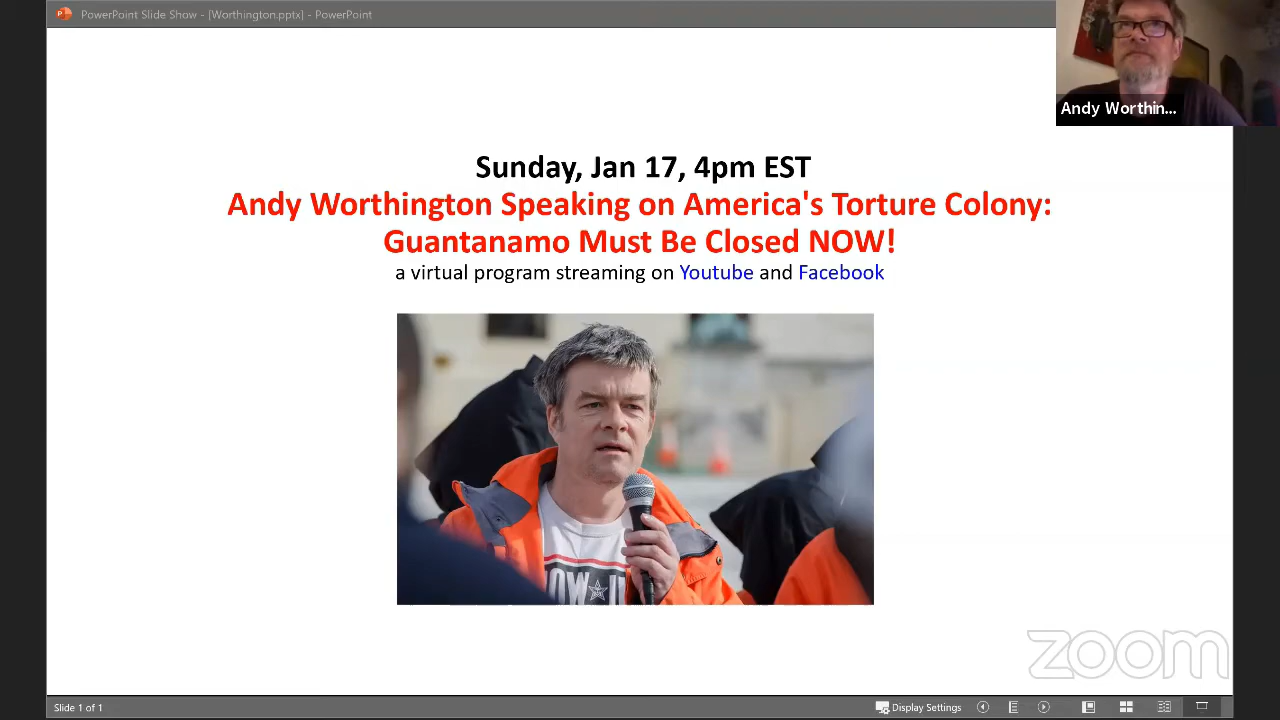 PowerPoint Slide Show - [Worthington.pptx] - PowerPoint
Andy Worthin...
Sunday, Jan 17, 4pm EST
Andy Worthington Speaking on America's Torture Colony:
Guantanamo Must Be Closed NOW!
a virtual program streaming on Youtube and Facebook
zoom
Slide 1 of 1
Display Settings